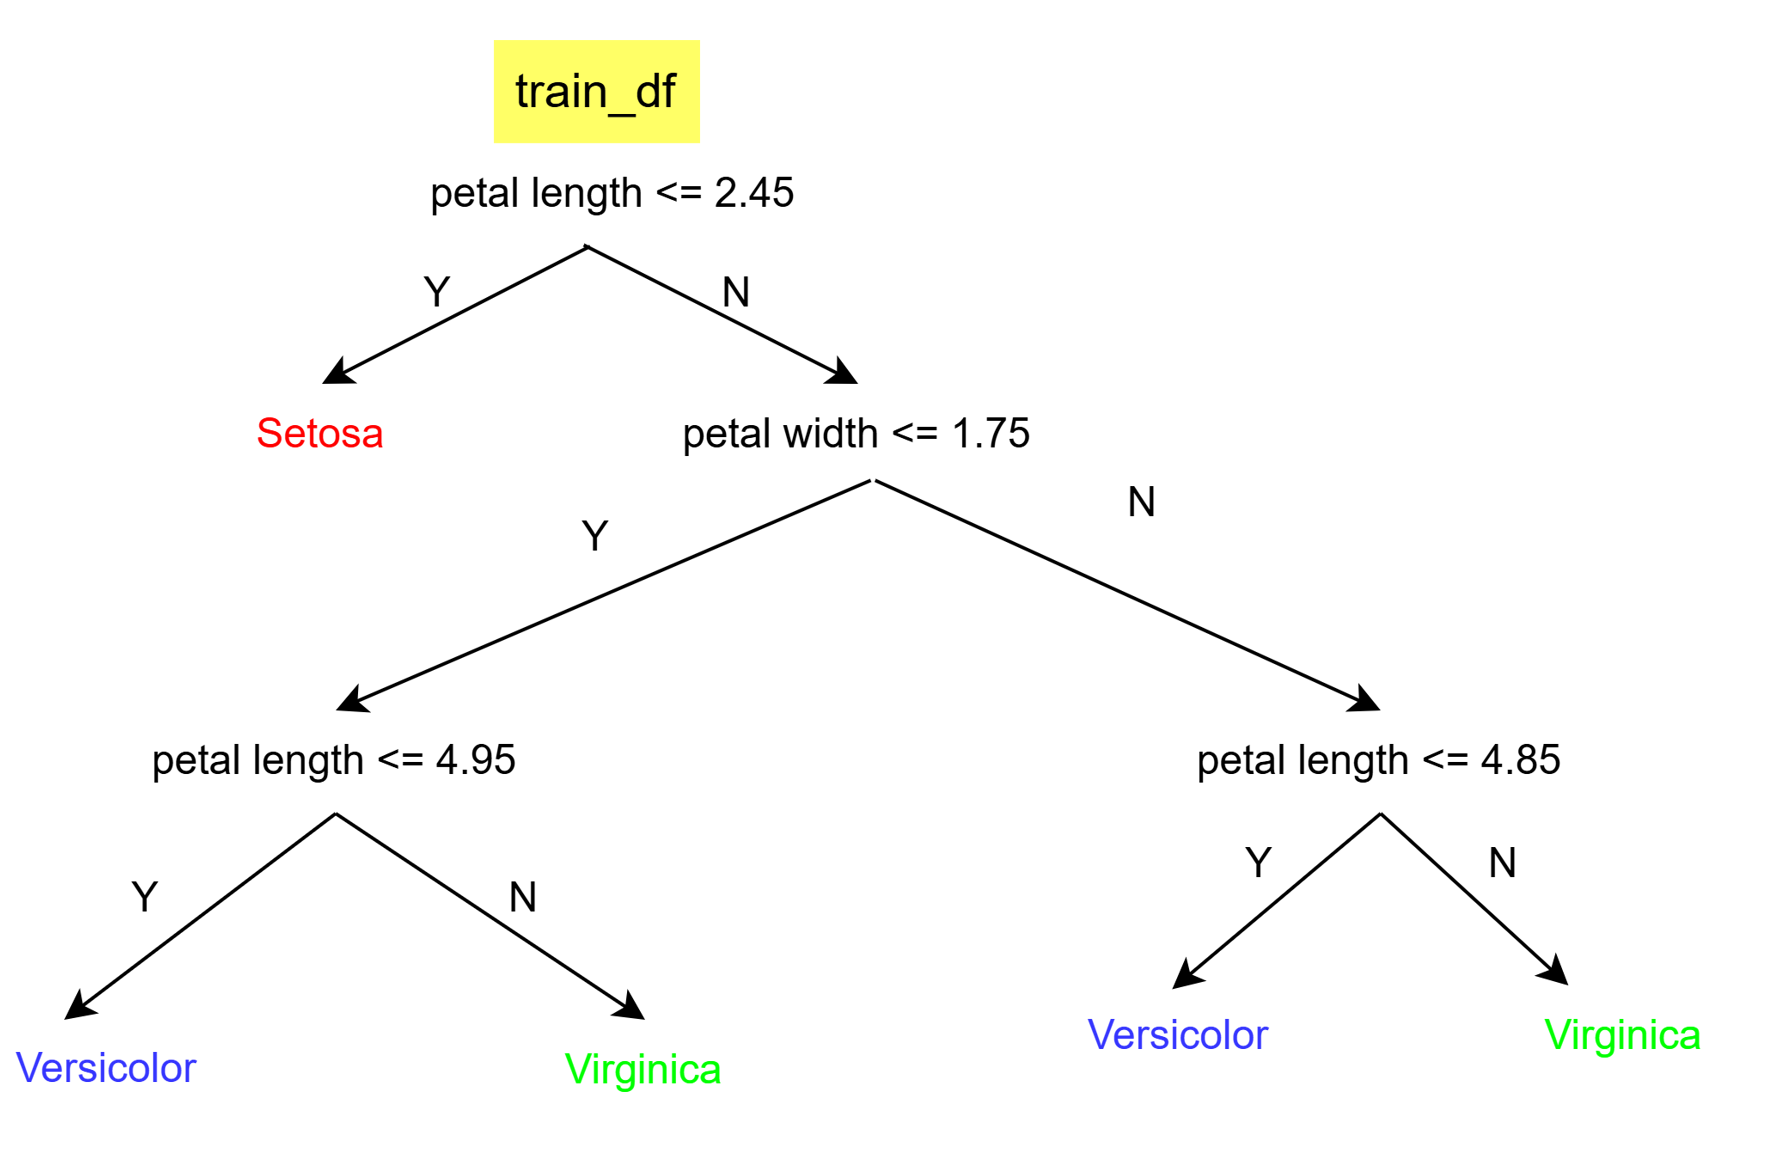 train_df
petal length <= 2.45
Y
N
Setosa
petal width <= 1.75
Y
N
petal length <= 4.95
petal length <= 4.85
Y
N
Y
N
Versicolor
Virginica
Versicolor
Virginica